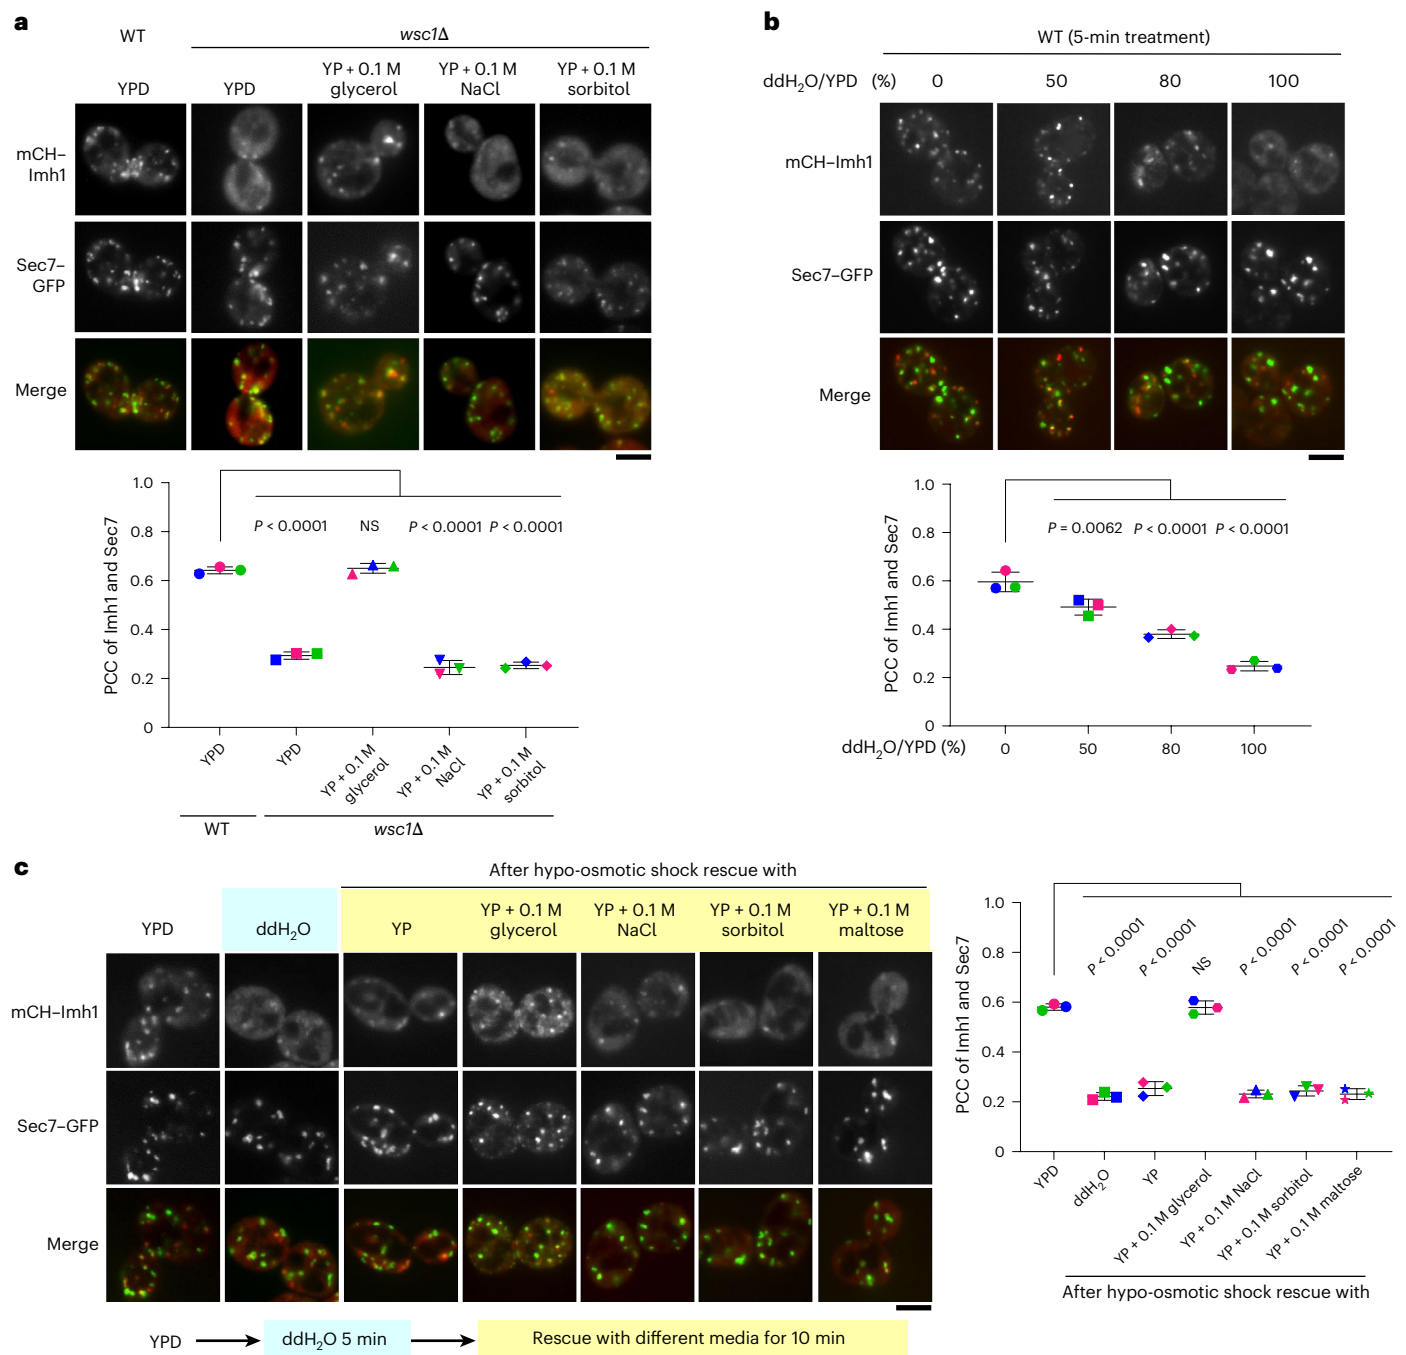 a
WT
wsc1Δ
YPD
YPD
YP + 0.1 M
glycerol
YP + 0.1 M
NaCl
YP + 0.1 M
sorbitol
mCH–
Imh1
Sec7–
GFP
Merge
PCC of Imh1 and Sec7
1.0
0.8
0.6
0.4
0.2
0
P < 0.0001
NS
P < 0.0001
P < 0.0001
YPD
YPD
YP + 0.1 M
glycerol
YP + 0.1 M
NaCl
YP + 0.1 M
sorbitol
WT
wsc1Δ
b
WT (5-min treatment)
ddH2O/YPD (%) 0 50 80 100
mCH–Imh1
Sec7–GFP
Merge
PCC of Imh1 and Sec7
1.0
0.8
0.6
0.4
0.2
0
P = 0.0062
P < 0.0001
P < 0.0001
ddH2O/YPD (%) 0 50 80 100
c
After hypo-osmotic shock rescue with
YPD
ddH2O
YP
YP + 0.1 M
glycerol
YP + 0.1 M
NaCl
YP + 0.1 M
sorbitol
YP + 0.1 M
maltose
mCH–Imh1
Sec7–GFP
Merge
YPD
ddH2O 5 min
Rescue with different media for 10 min
PCC of Imh1 and Sec7
1.0
0.8
0.6
0.4
0.2
0
P < 0.0001
P < 0.0001
NS
P < 0.0001
P < 0.0001
P < 0.0001
YPD
ddH2O
YP
YP + 0.1 M glycerol
YP + 0.1 M NaCl
YP + 0.1 M sorbitol
YP + 0.1 M maltose
After hypo-osmotic shock rescue with